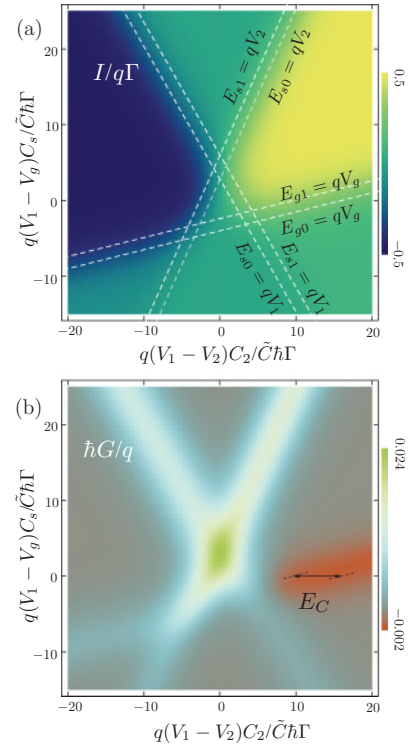 (a)
I/qΓ
E_{s1} = qV_2
E_{s0} = qV_2
E_{g1} = qV_g
E_{g0} = qV_g
E_{s0} = qV_1
E_{s1} = qV_1
q(V_1 − V_g)C_s/C̃ħΓ
20
10
0
−10
−20
−10
0
10
20
q(V_1 − V_2)C_2/C̃ħΓ
0.5
−0.5
(b)
ħG/q
E_C
q(V_1 − V_g)C_s/C̃ħΓ
20
10
0
−10
−20
−10
0
10
20
q(V_1 − V_2)C_2/C̃ħΓ
0.024
−0.002